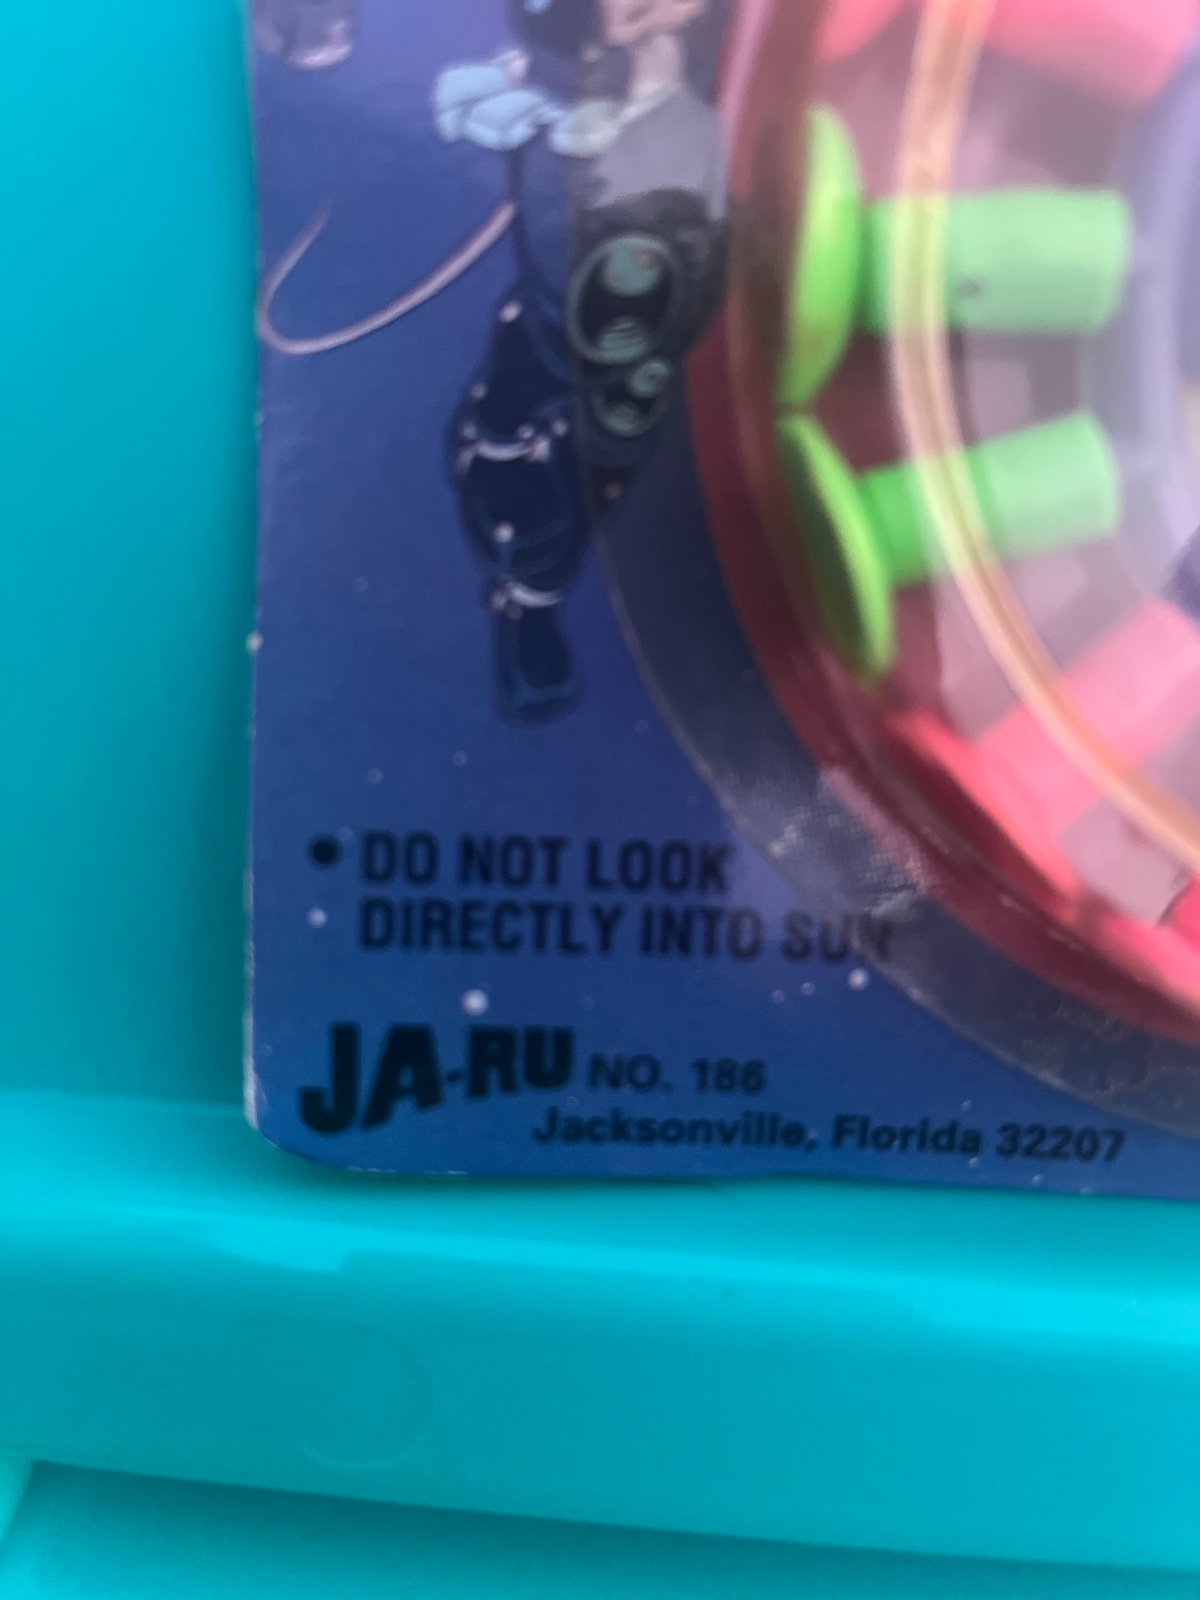 • DO NOT LOOK
DIRECTLY INTO SUN
JA-RU NO. 186
Jacksonville, Florida 32207